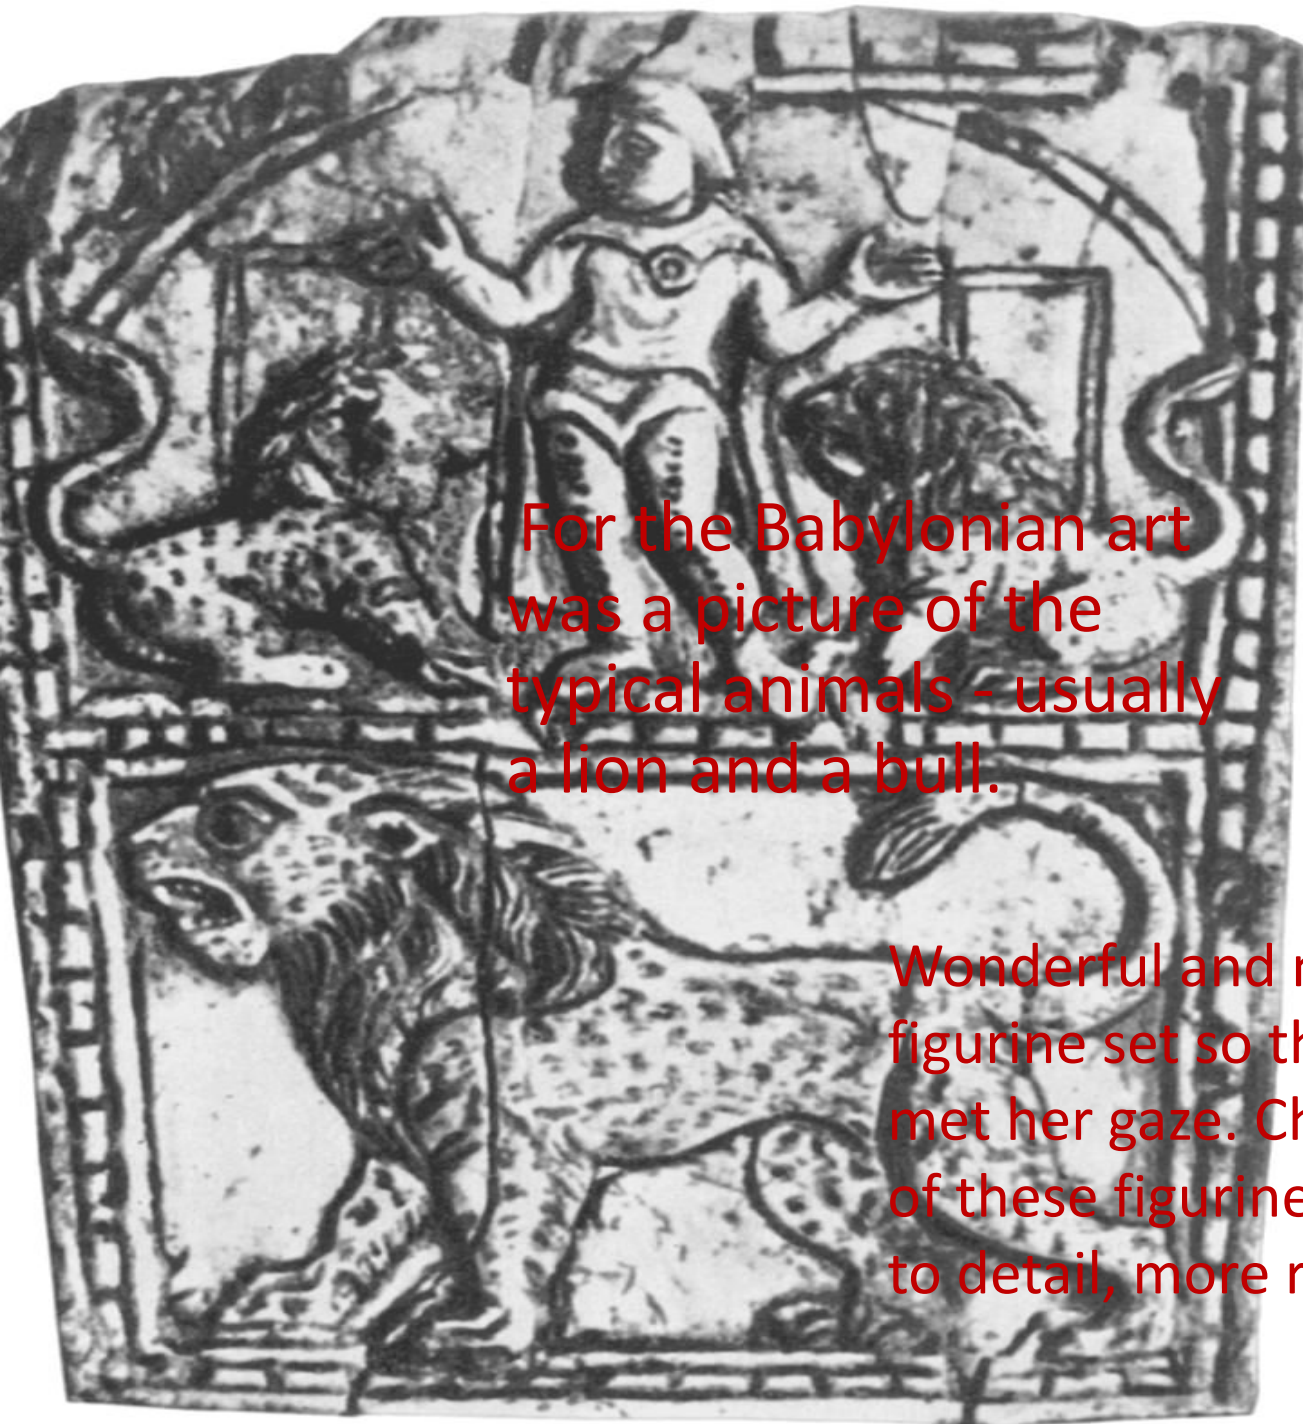 For the Babylonian art
was a picture of the
typical animals - usually
a lion and a bull.
Wonderful and
figurine set so
met her gaze.
of these
to detail, more